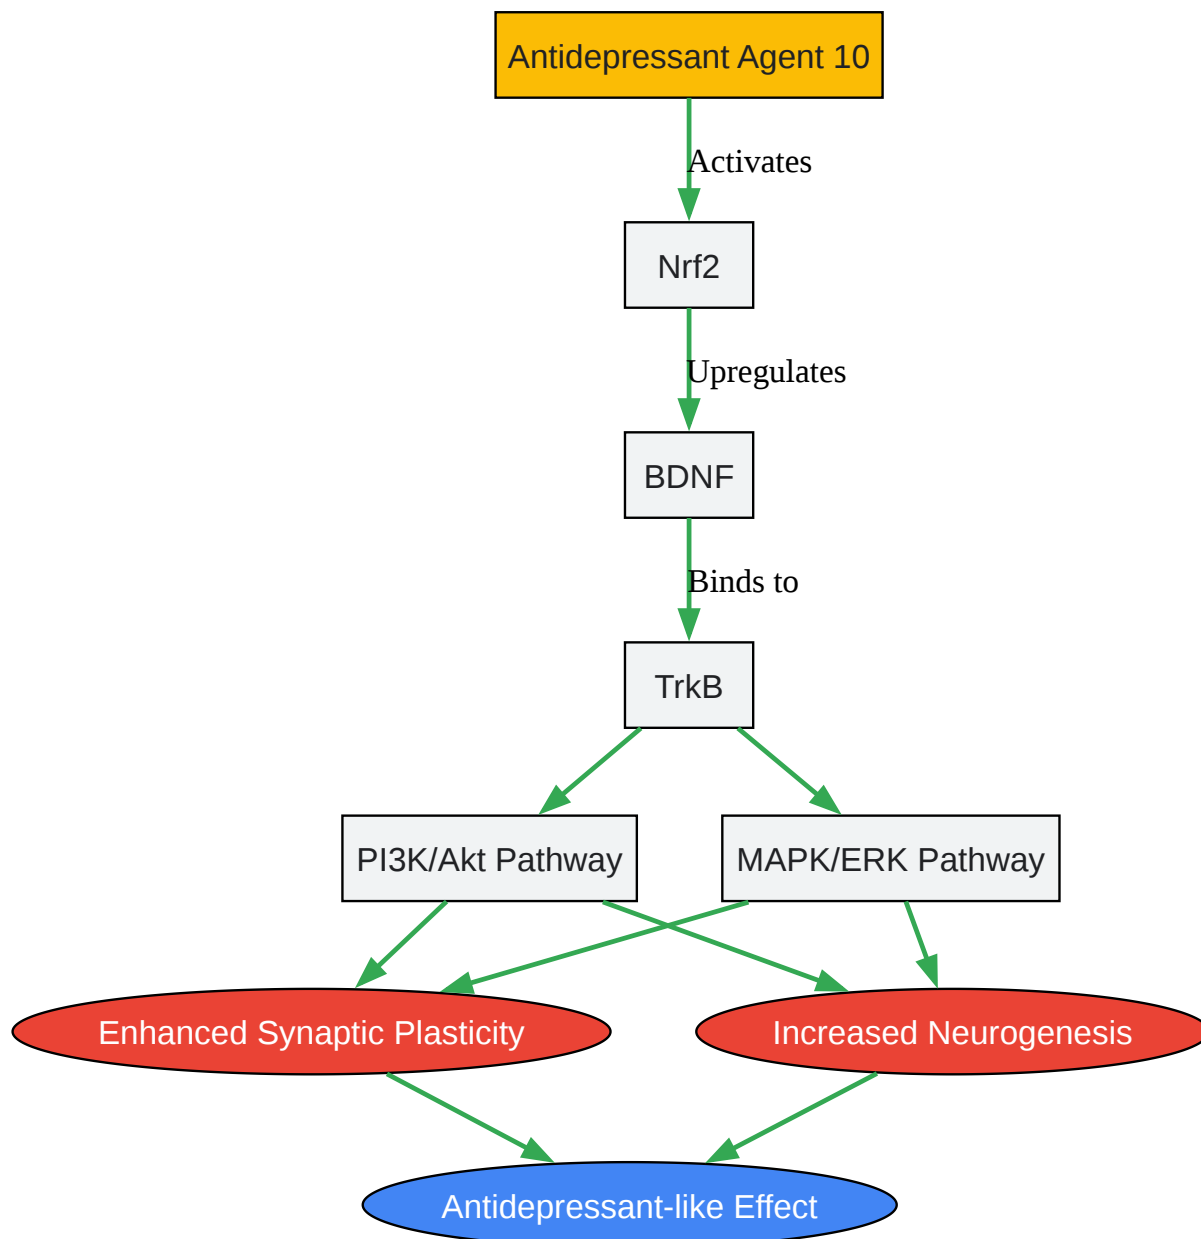 Antidepressant Agent 10
Activates
Nrf2
Upregulates
BDNF
Binds to
TrkB
PI3K/Akt Pathway
MAPK/ERK Pathway
Enhanced Synaptic Plasticity
Increased Neurogenesis
Antidepressant-like Effect